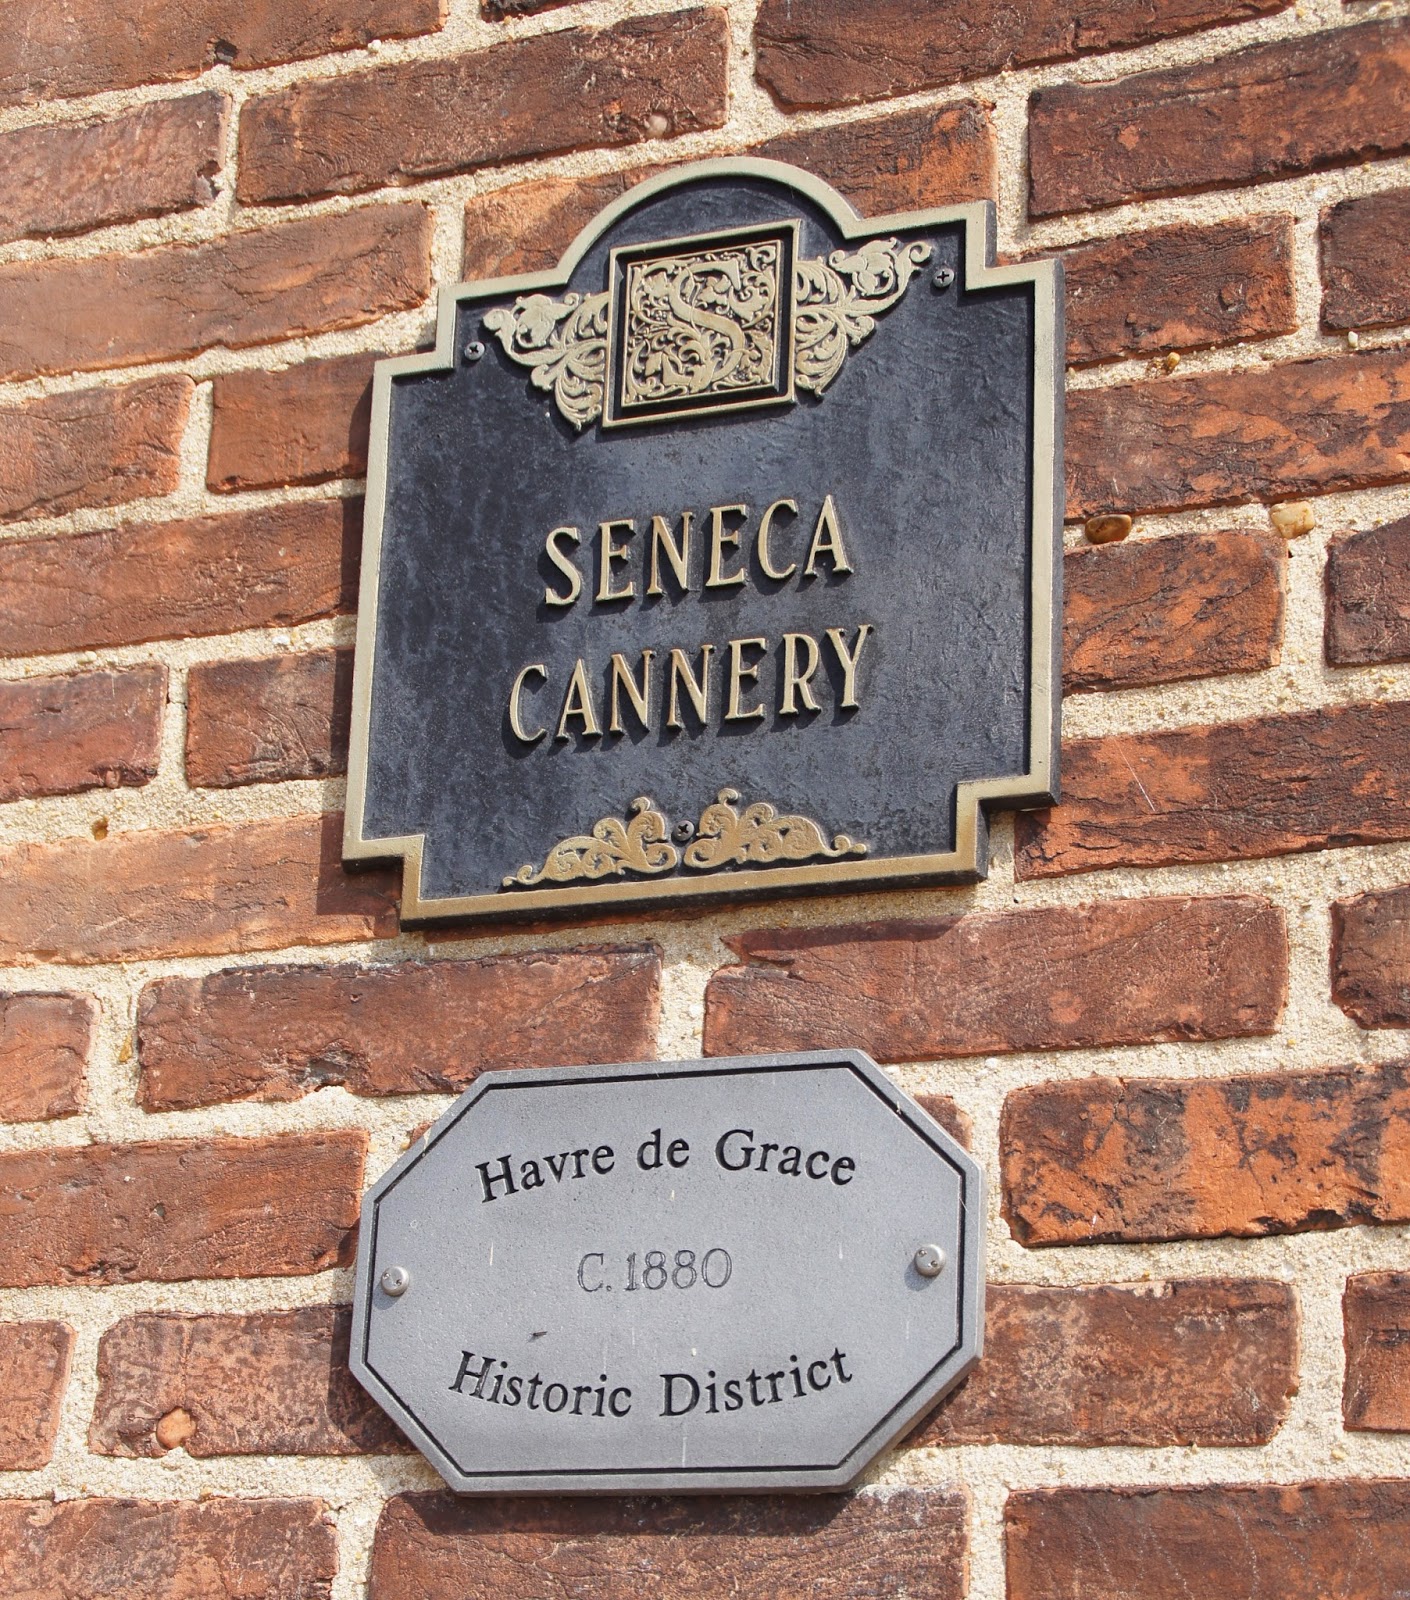 S
SENECA
CANNERY
Havre de Grace
C. 1880
Historic District